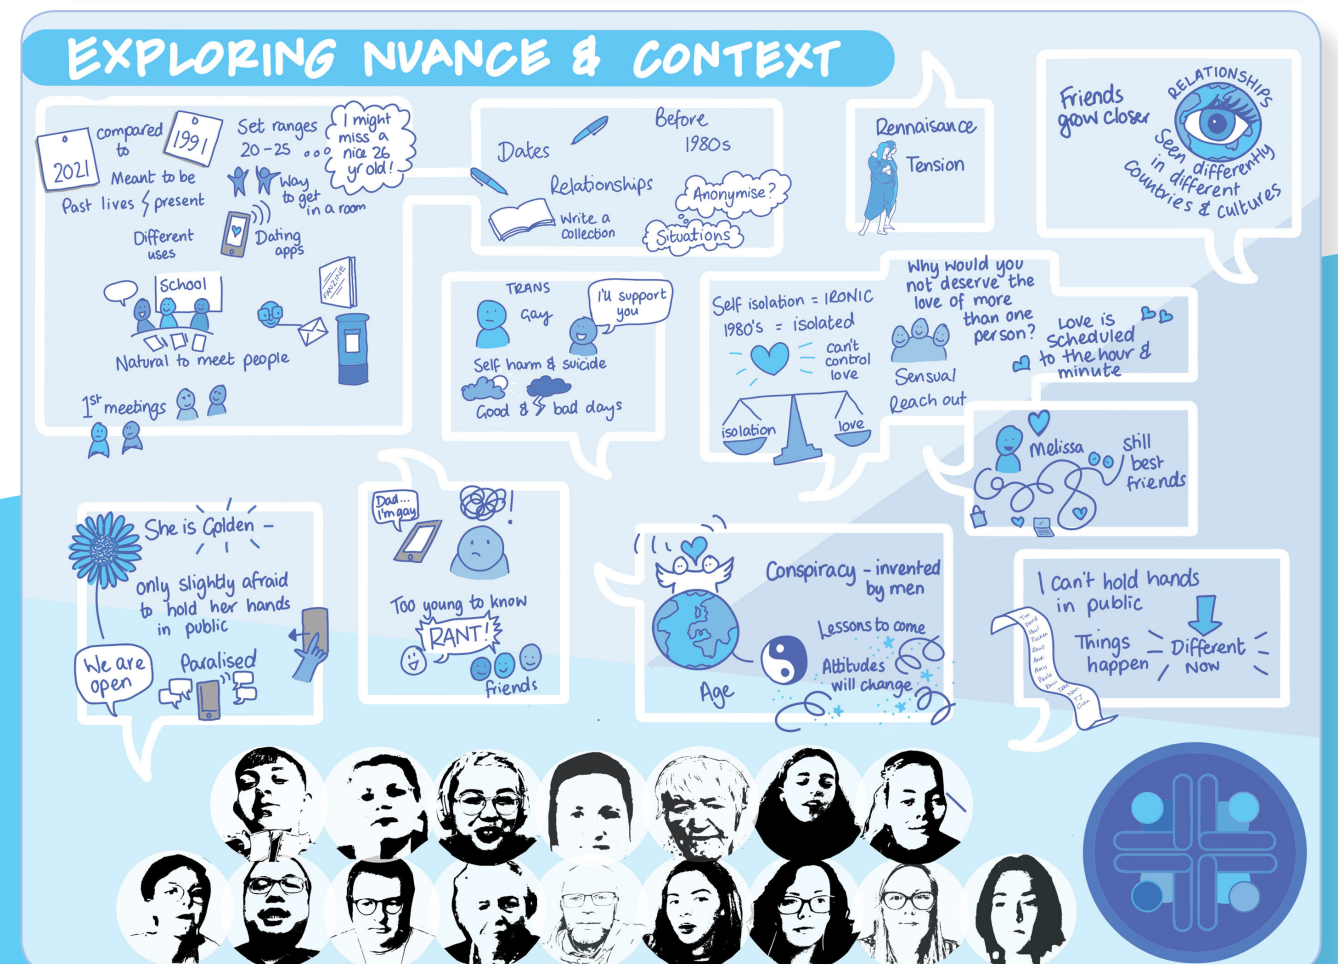 EXPLORING NUANCE & CONTEXT
2021
compared
to
1991
Meant to be
Past lives
present
Set ranges
20-25 ...
I might
miss a
nice 26
yr old!
Way
to get
in a room
Different
uses
Dating
apps
School
FANZINE
Natural to meet people
1st meetings
Dates
Before
1980s
Relationships
Write a
collection
Anonymise?
Situations
Rennaisance
Tension
Friends
grow closer
RELATIONSHIPS
Seen differently
in different
countries & cultures
TRANS
Gay
I'll support
you
Self harm & suicide
Good &
bad days
Self isolation = IRONIC
1980's = isolated
can't
control
love
isolation
love
Why would you
not deserve the
love of more
than one
person?
Sensual
Reach out
Love is
scheduled
to the hour &
minute
Melissa
still
best
friends
She is Golden -
only slightly afraid
to hold her hands
in public
We are
open
Paralised
Dad...
I'm gay
!
Too young to know
RANT!
friends
Conspiracy - invented
by men
Lessons to come
Attitudes
will change
Age
I can't hold hands
in public
Things
happen
Different
Now